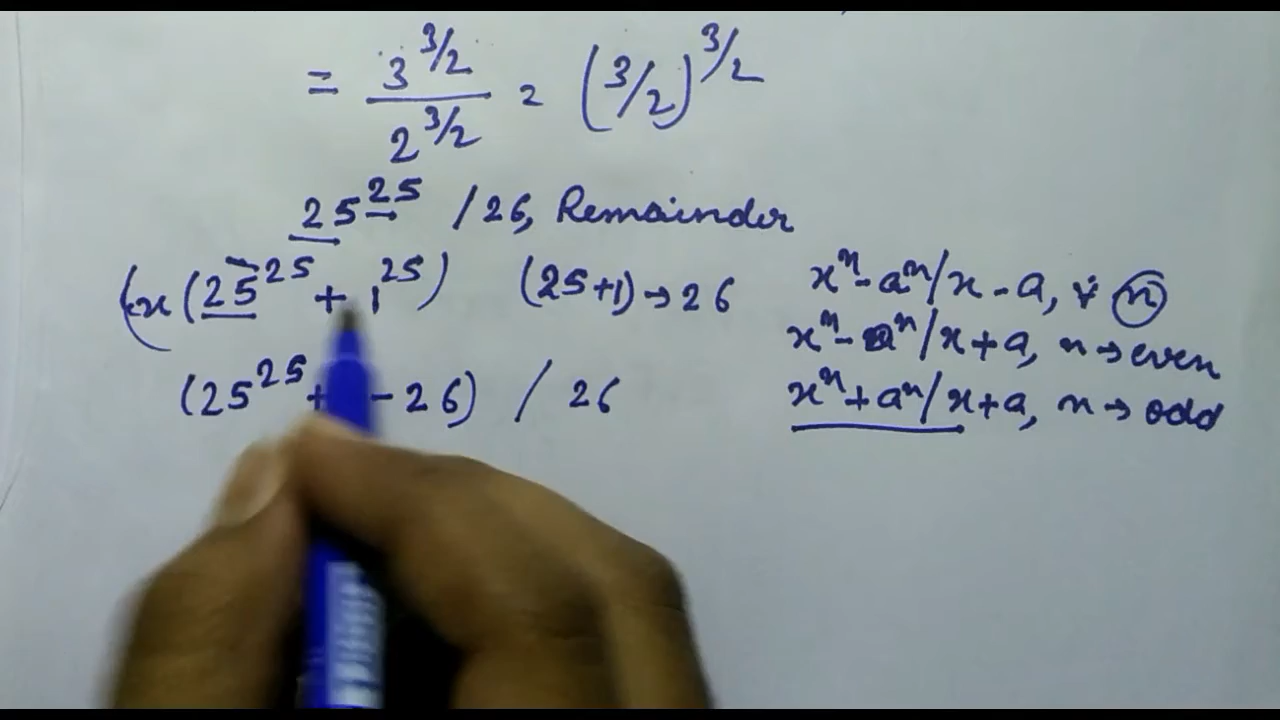 = 3^3/2 / 2^3/2 = (3/2)^3/2
25^25 /26, Remainder
(x(25^25 + 1^25) (25+1) → 26
(25^25 + - 26) / 26
x^n - a^n / x - a, ∀ n
x^n - a^n / x + a, n → even
x^n + a^n / x + a, n → odd